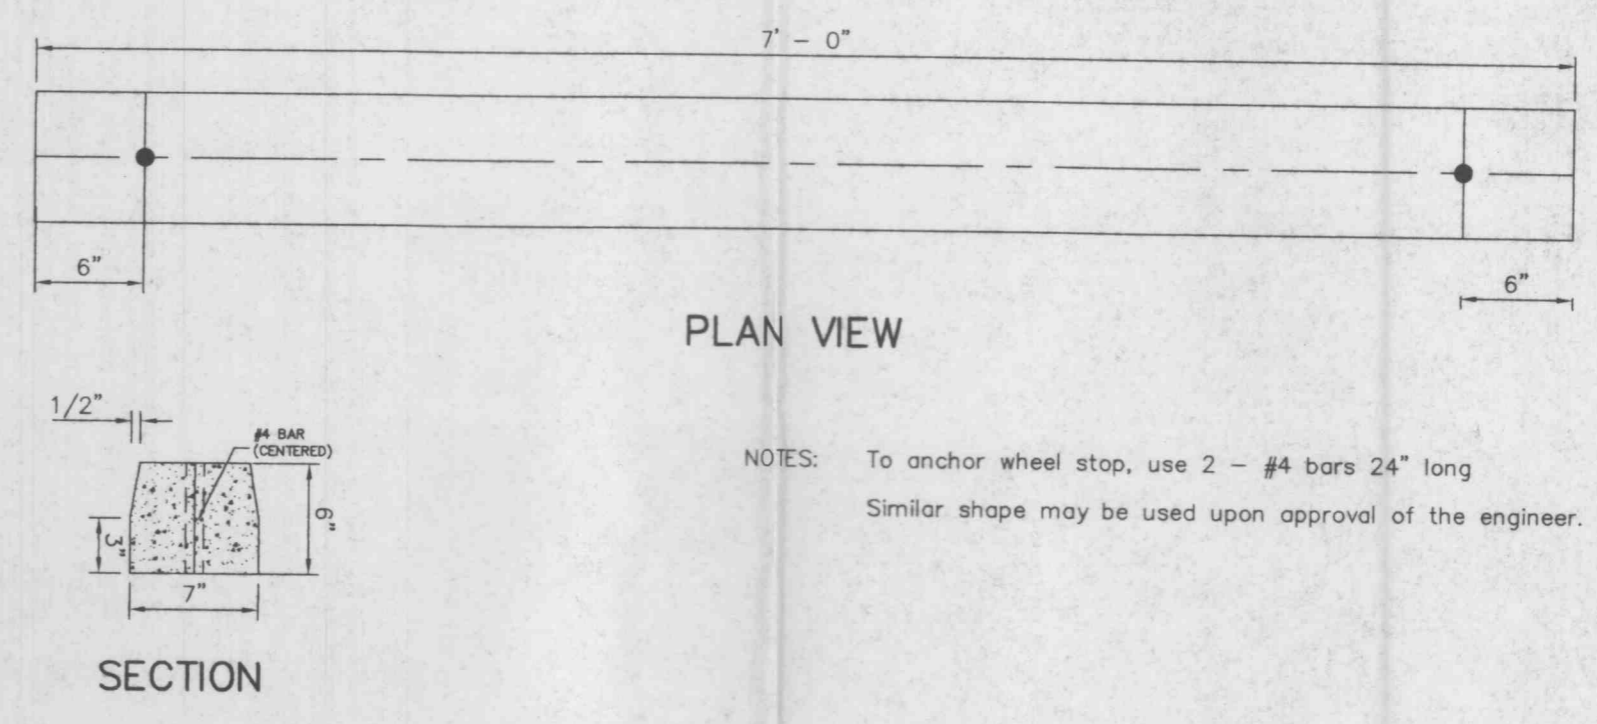 7' - 0"
6"
6"
PLAN VIEW
1/2"
#4 BAR
(CENTERED)
6"
3"
7"
SECTION
NOTES: To anchor wheel stop, use 2 - #4 bars 24" long
Similar shape may be used upon approval of the engineer.